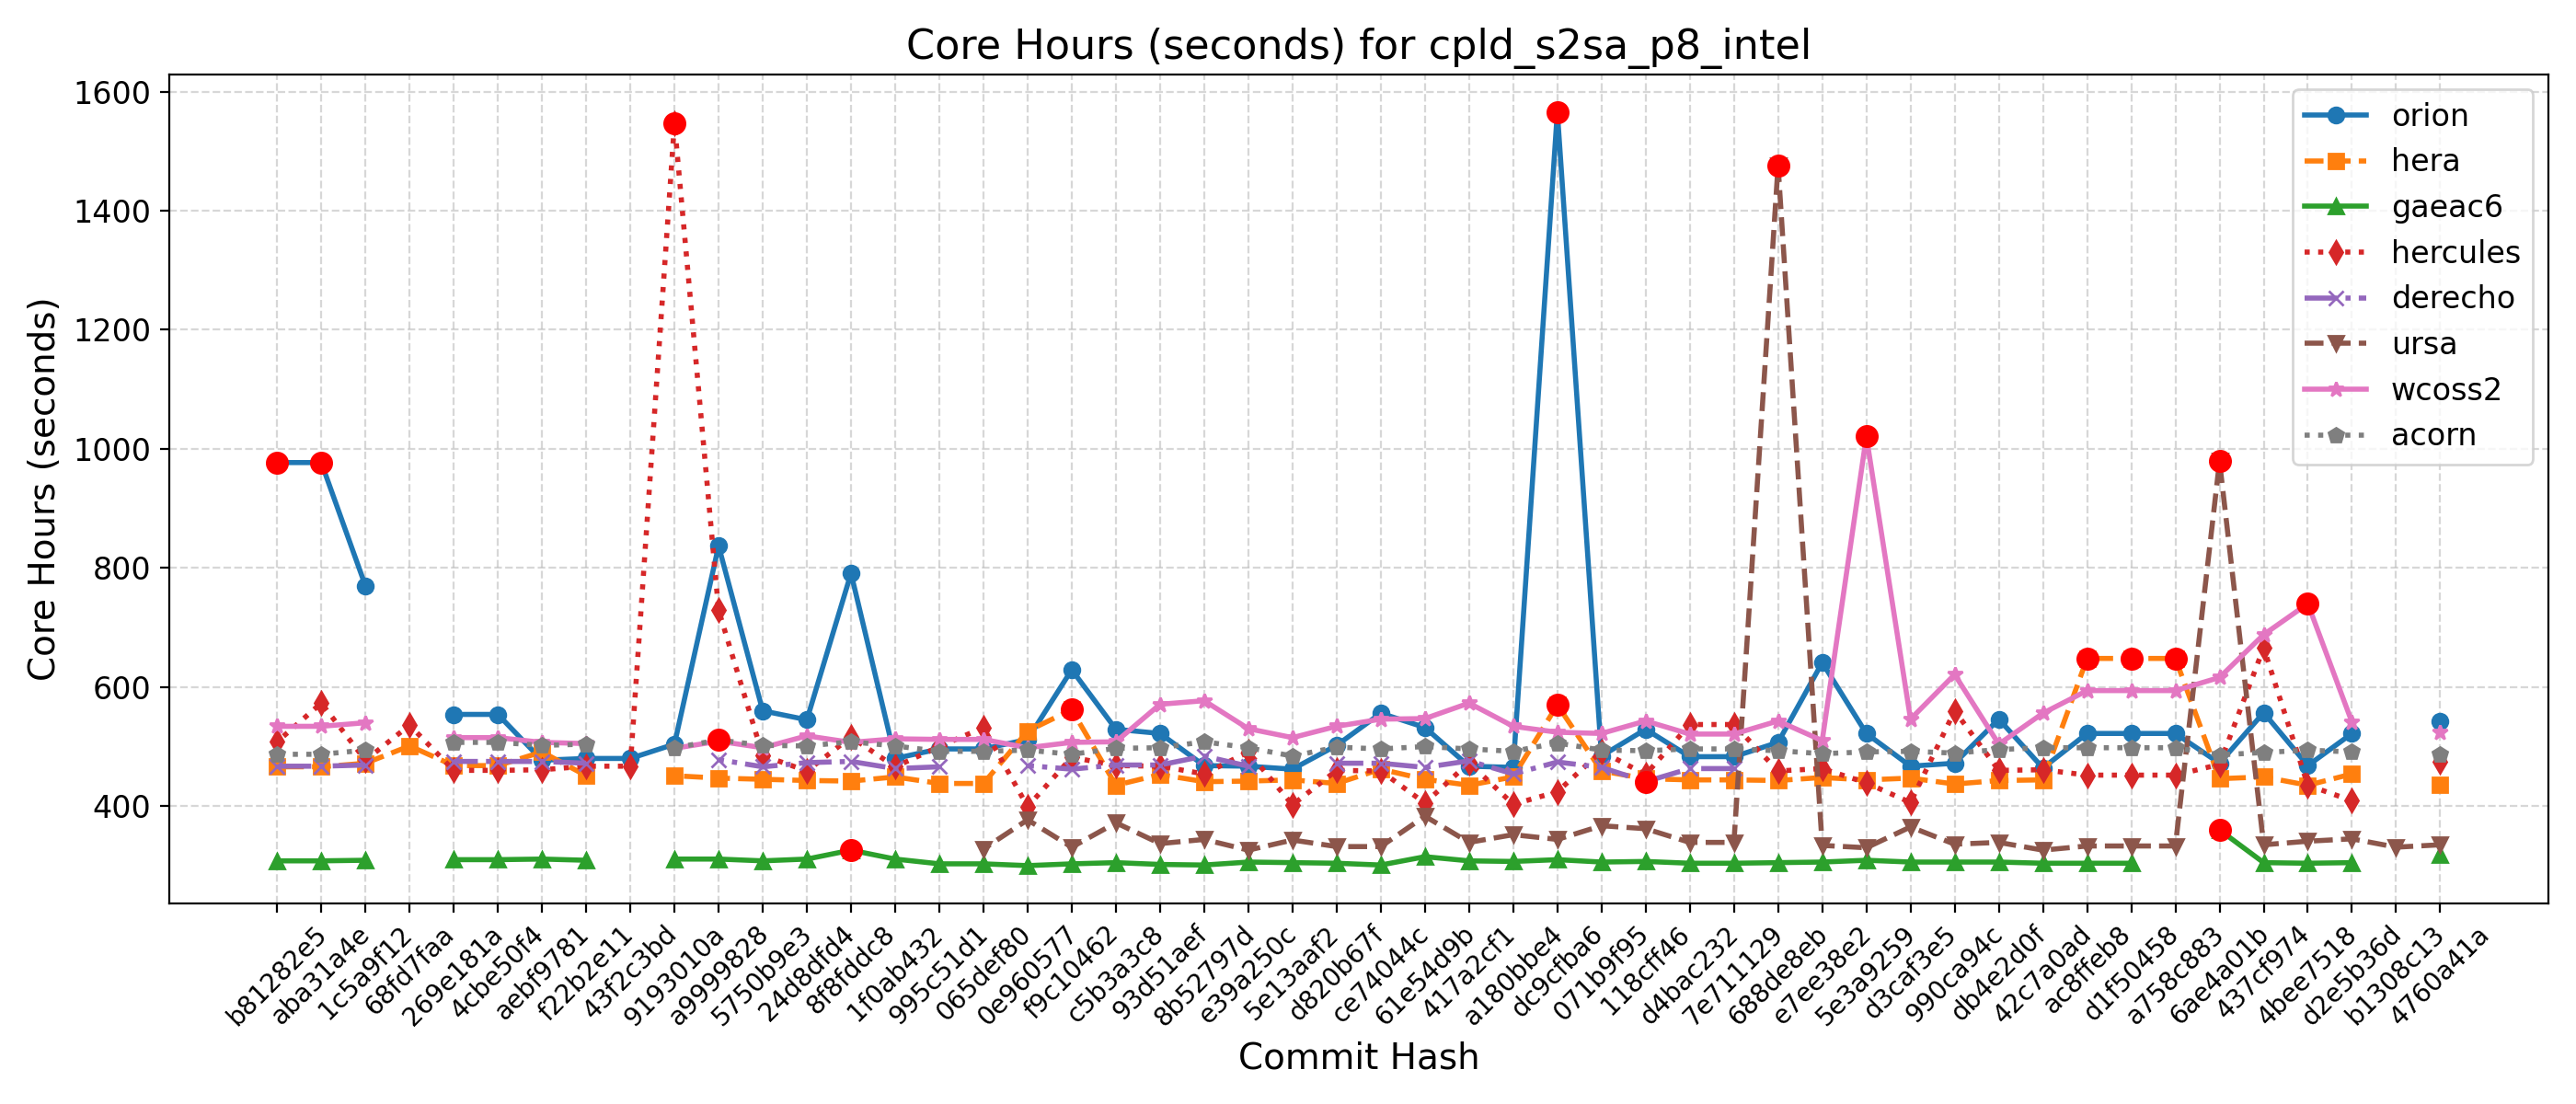 Core Hours (seconds) for cpld_s2sa_p8_intel
Core Hours (seconds)
1600
1400
1200
1000
800
600
400
orion
hera
gaeac6
hercules
derecho
ursa
wcoss2
acorn
b81282e5
aba31a4e
1c5a9f12
68fd7faa
269e181a
4cbe50f4
aebf9781
f22b2e11
43f2c3bd
9193010a
a9999828
5750b9e3
24d8dfd4
8f8fddc8
1f0ab432
995c51d1
065def80
0e960577
f9c10462
c5b3a3c8
93d51aef
8b52797d
e39a250c
5e13aaf2
d820b67f
ce74044c
61e54d9b
417a2cf1
a180bbe4
dc9cfba6
071b9f95
118cff46
d4bac232
7e711129
688de8eb
e7ee38e2
5e3a9259
d3caf3e5
990ca94c
db4e2d0f
42c7a0ad
ac8ffeb8
d1f50458
a758c883
6ae4a01b
437cf974
4bee7518
d2e5b36d
b1308c13
4760a41a
Commit Hash